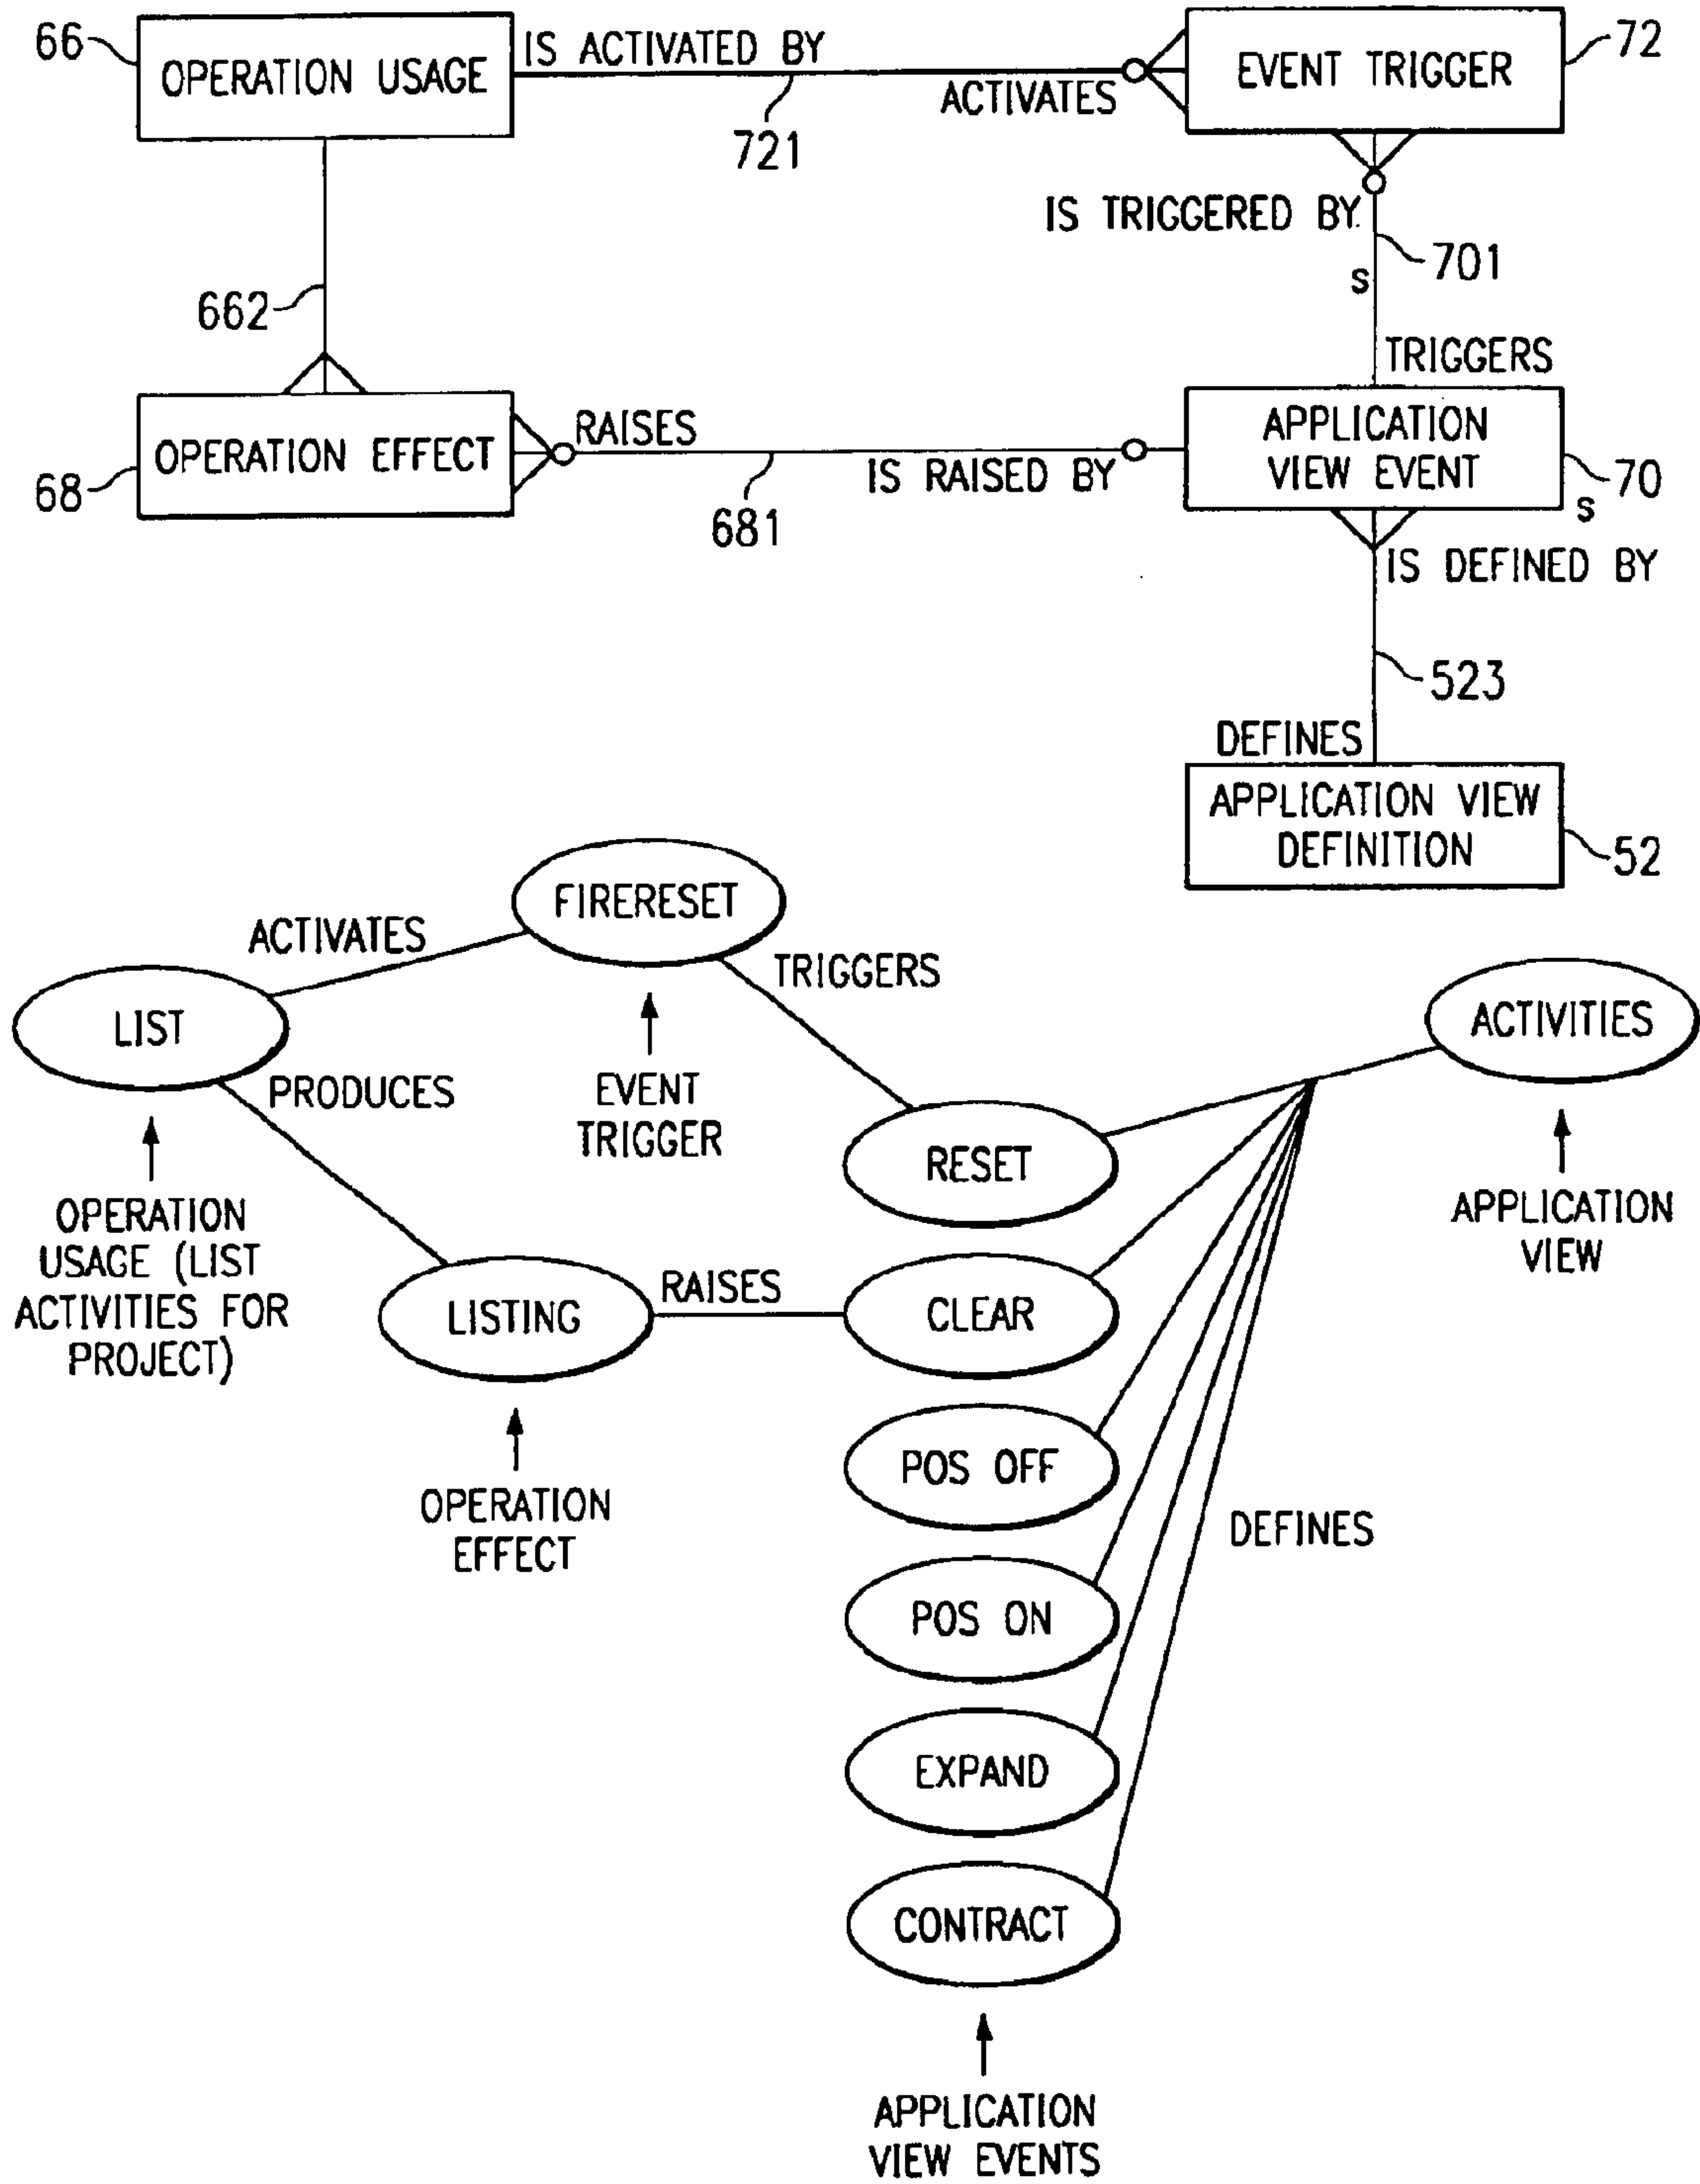 66
OPERATION USAGE
IS ACTIVATED BY
ACTIVATES
721
EVENT TRIGGER
72
IS TRIGGERED BY
701
S
TRIGGERS
662
OPERATION EFFECT
68
RAISES
IS RAISED BY
681
APPLICATION
VIEW EVENT
70
S
IS DEFINED BY
523
DEFINES
APPLICATION VIEW
DEFINITION
52
FIRERESET
ACTIVATES
TRIGGERS
LIST
ACTIVITIES
PRODUCES
EVENT
TRIGGER
RESET
OPERATION
USAGE (LIST
ACTIVITIES FOR
PROJECT)
APPLICATION
VIEW
LISTING
RAISES
CLEAR
POS OFF
OPERATION
EFFECT
DEFINES
POS ON
EXPAND
CONTRACT
APPLICATION
VIEW EVENTS